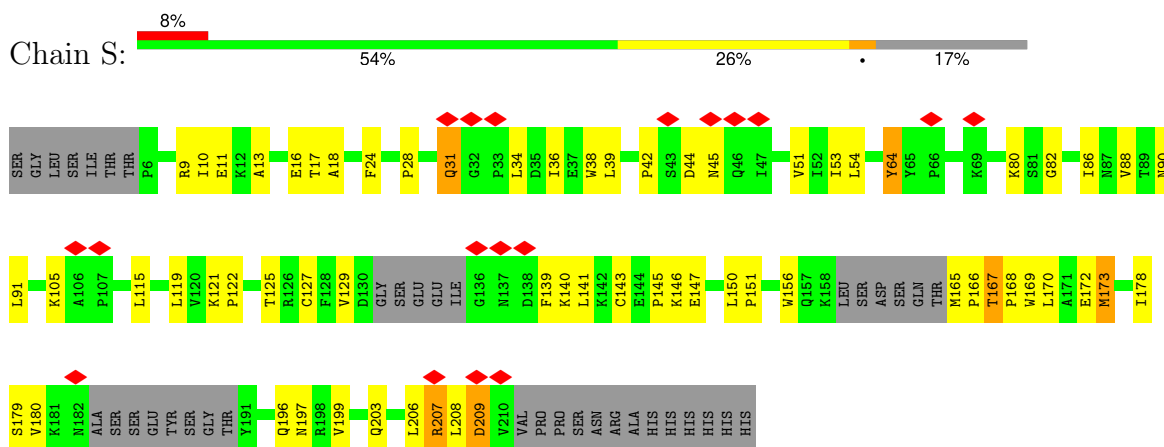 8%
Chain S:
54% 26% • 17%
SER GLY LEU SER ILE THR THR P6 R9 I10 E11 K12 A13 E16 T17 A18 F24 P28 Q31 G32 P33 L34 D35 I36 E37 W38 L39 P42 S43 D44 N45 Q46 I47 V51 I52 I53 L54 Y64 Y65 P66 K69 K80 S81 G82 I86 N87 V88 T89 N90
L91 K105 A106 P107 L115 L119 V120 K121 P122 T125 R126 C127 F128 V129 D130 GLY SER GLU GLU ILE G136 N137 D138 F139 K140 L141 K142 C143 E144 P145 K146 E147 L150 P151 W156 Q157 K158 LEU SER ASP SER GLN THR M165 P166 T167 P168 W169 L170 A171 E172 M173 I178
S179 V180 K181 N182 ALA SER SER GLU TYR SER GLY THR Y191 Q196 N197 R198 V199 Q203 L206 R207 L208 D209 V210 VAL PRO PRO SER ASN ARG ALA HIS HIS HIS HIS HIS HIS